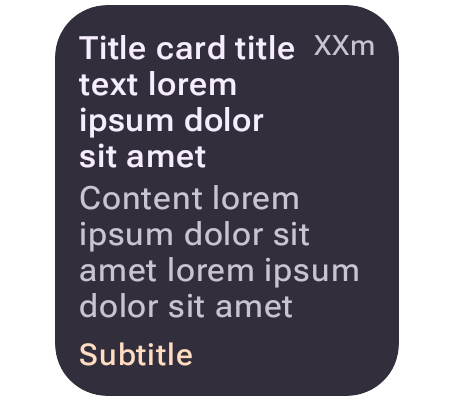 Title card title XXm
text lorem
ipsum dolor
sit amet
Content lorem
ipsum dolor sit
amet lorem ipsum
dolor sit amet
Subtitle